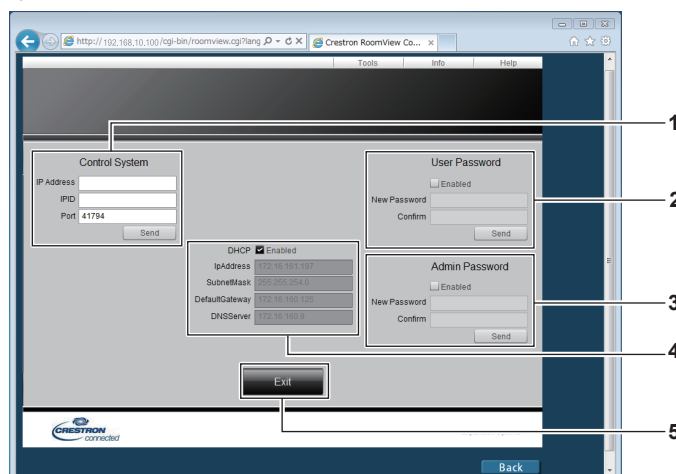 http://192.168.10.100/cgi-bin/roomview.cgi?lang
Crestron RoomView Co...
Tools Info Help
1
Control System
IP Address
IPID
Port 41794
Send
User Password
Enabled
New Password
Confirm
Send
2
DHCP Enabled
IpAddress 172.16.161.197
SubnetMask 255.255.254.0
DefaultGateway 172.16.160.125
DNSServer 172.16.160.8
Admin Password
Enabled
New Password
Confirm
Send
3
4
Exit
5
CRESTRON
connected
Back